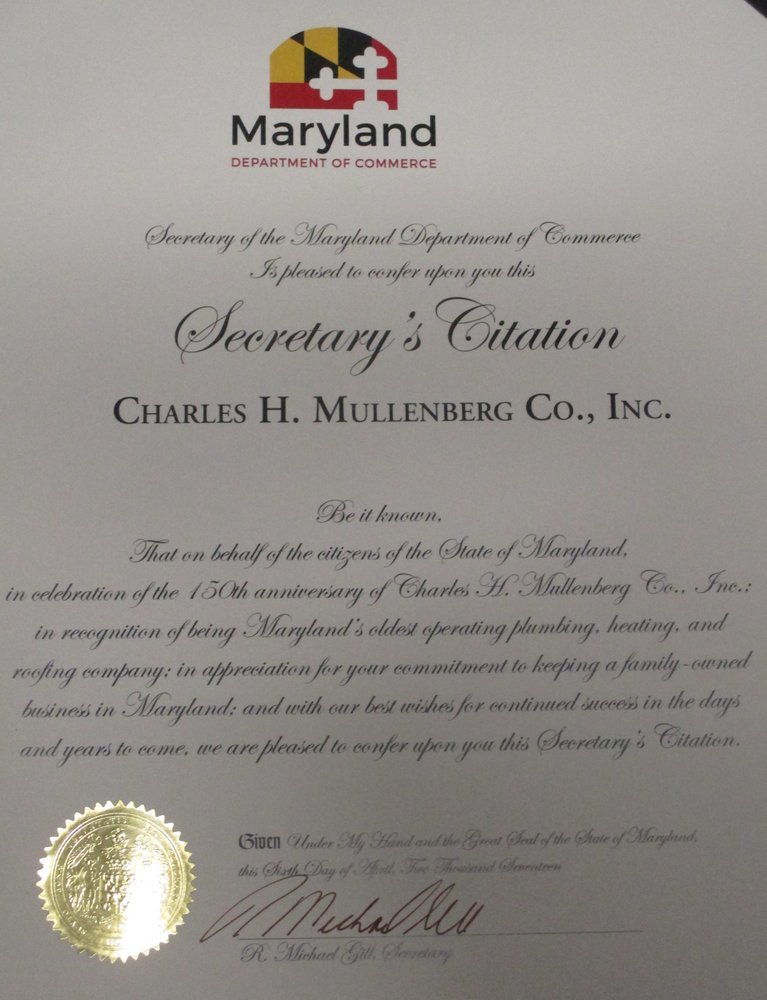 Maryland
DEPARTMENT OF COMMERCE
Secretary of the Maryland Department of Commerce
Is pleased to confer upon you this
Secretary's Citation
CHARLES H. MULLENBERG CO., INC.
Be it known,
That on behalf of the citizens of the State of Maryland,
in celebration of the 150th anniversary of Charles H. Mullenberg Co., Inc.;
in recognition of being Maryland's oldest operating plumbing, heating, and
roofing company; in appreciation for your commitment to keeping a family-owned
business in Maryland; and with our best wishes for continued success in the days
and years to come, we are pleased to confer upon you this Secretary's Citation.
Given Under My Hand and the Great Seal of the State of Maryland,
this Sixth Day of April, Two Thousand Seventeen
R. Michael Gill
R. Michael Gill, Secretary